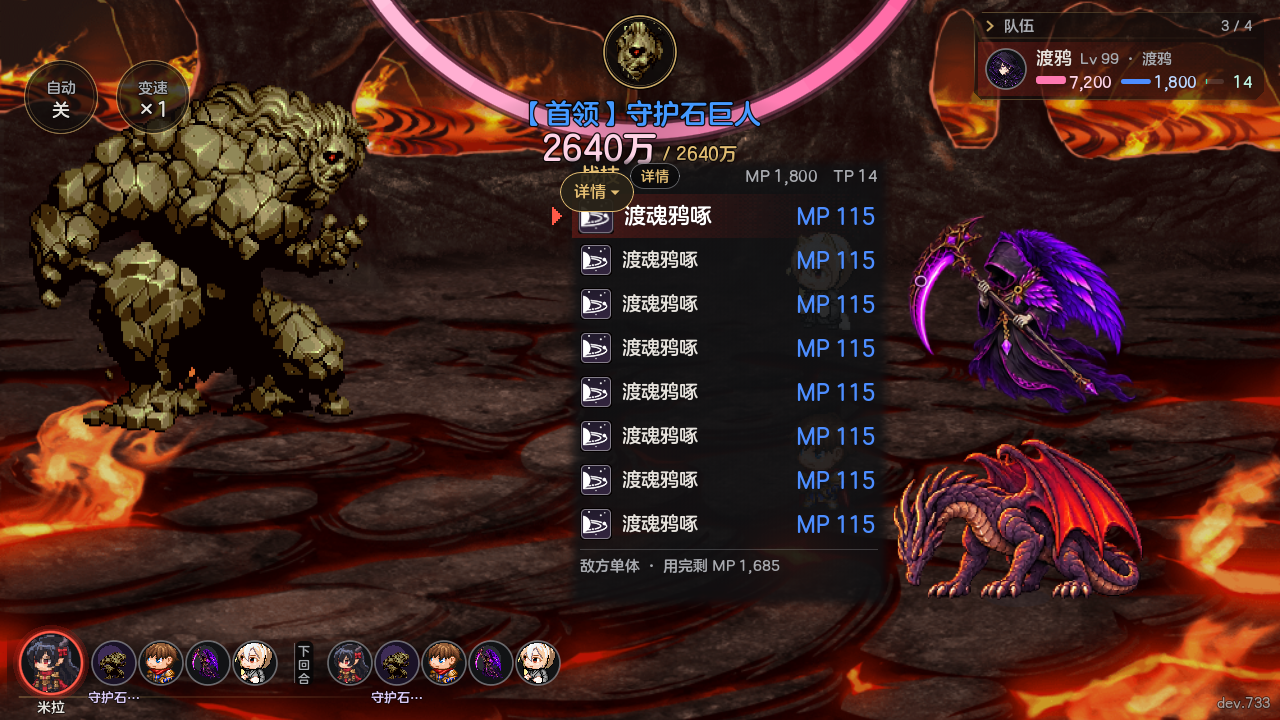 自动
关
变速
×1
【首领】守护石巨人
2640万 / 2640万
队伍 3 / 4
渡鸦 Lv 99 · 渡鸦
7,200 1,800 14
详情 MP 1,800 TP 14
详情
渡魂鸦啄 MP 115
渡魂鸦啄 MP 115
渡魂鸦啄 MP 115
渡魂鸦啄 MP 115
渡魂鸦啄 MP 115
渡魂鸦啄 MP 115
渡魂鸦啄 MP 115
渡魂鸦啄 MP 115
敌方单体 · 用完剩 MP 1,685
下回合
米拉
守护石…
守护石…
dev.733